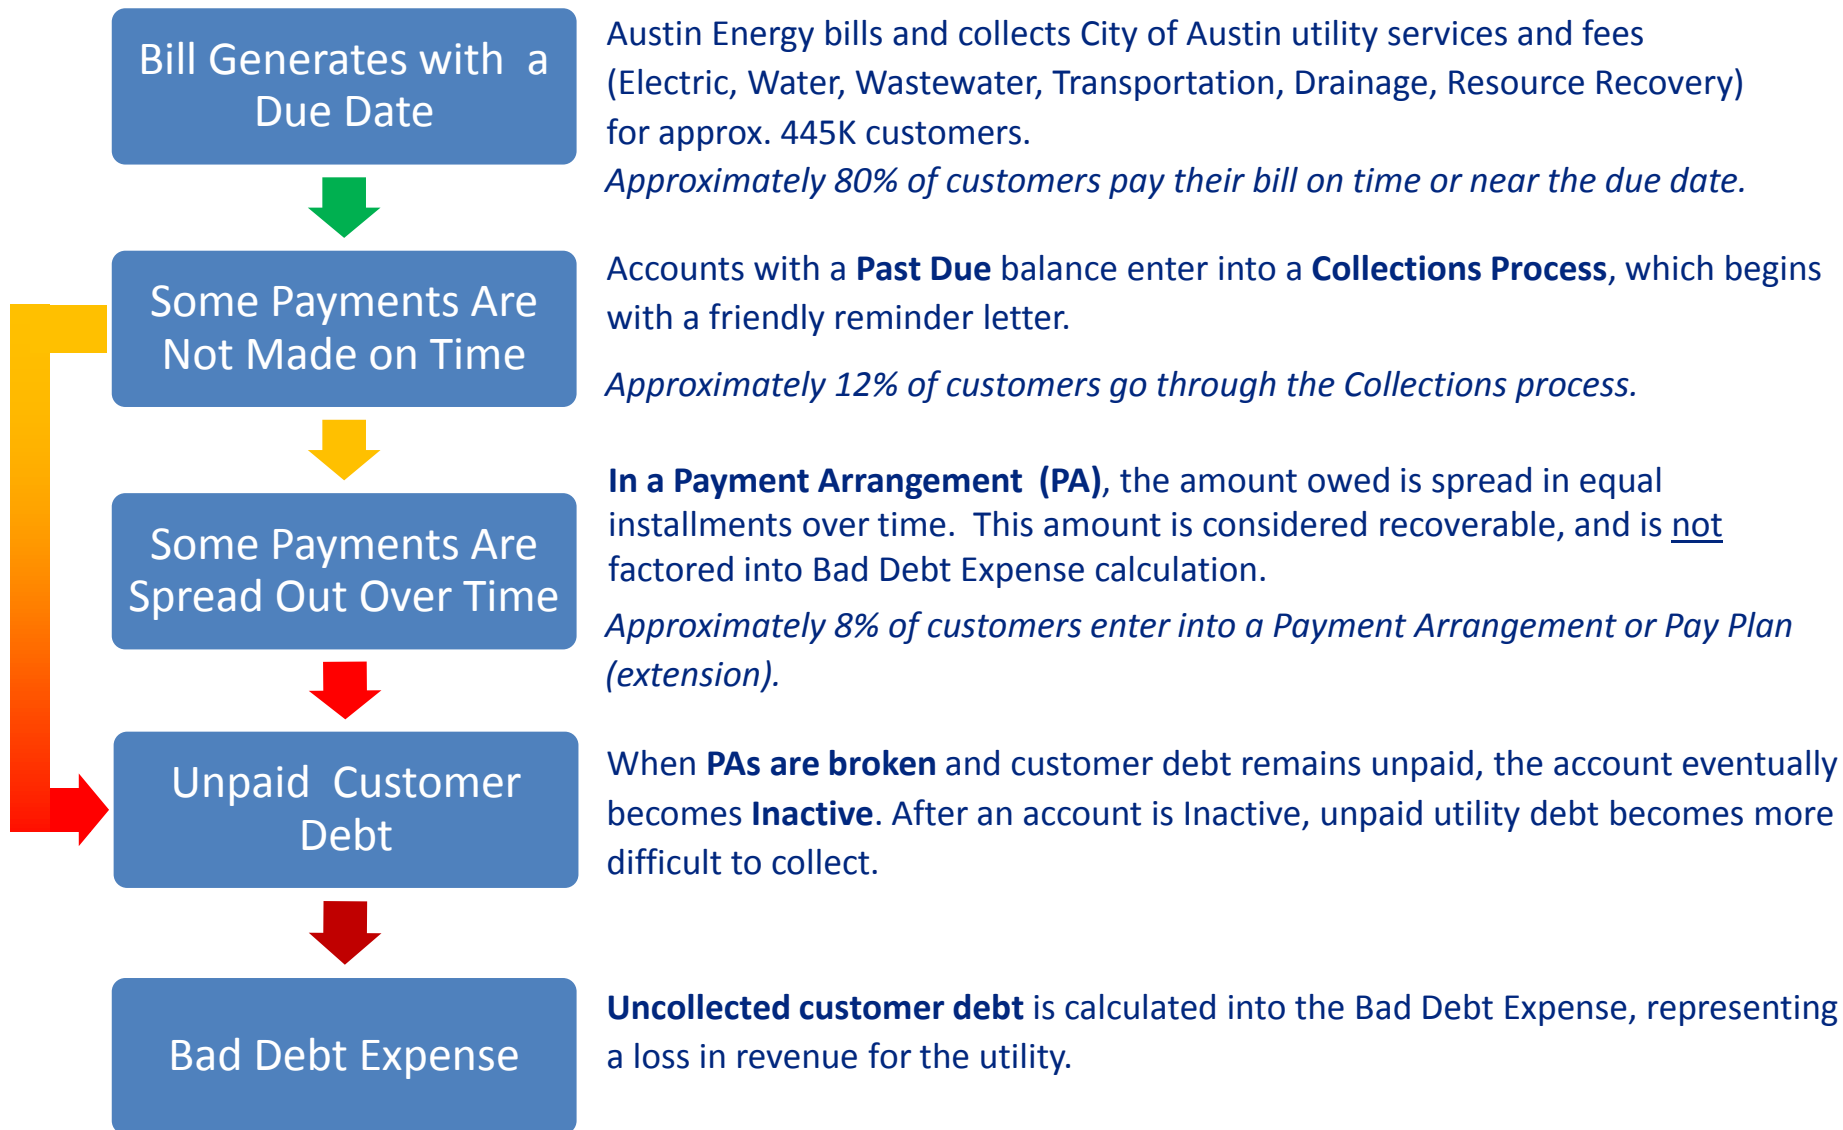 Bill Generates with a
Due Date
Austin Energy bills and collects City of Austin utility services and fees
(Electric, Water, Wastewater, Transportation, Drainage, Resource Recovery)
for approx. 445K customers.
Approximately 80% of customers pay their bill on time or near the due date.
Some Payments Are
Not Made on Time
Accounts with a Past Due balance enter into a Collections Process, which begins
with a friendly reminder letter.
Approximately 12% of customers go through the Collections process.
Some Payments Are
Spread Out Over Time
In a Payment Arrangement (PA), the amount owed is spread in equal
installments over time. This amount is considered recoverable, and is not
factored into Bad Debt Expense calculation.
Approximately 8% of customers enter into a Payment Arrangement or Pay Plan
(extension).
Unpaid Customer
Debt
When PAs are broken and customer debt remains unpaid, the account eventually
becomes Inactive. After an account is Inactive, unpaid utility debt becomes more
difficult to collect.
Bad Debt Expense
Uncollected customer debt is calculated into the Bad Debt Expense, representing
a loss in revenue for the utility.